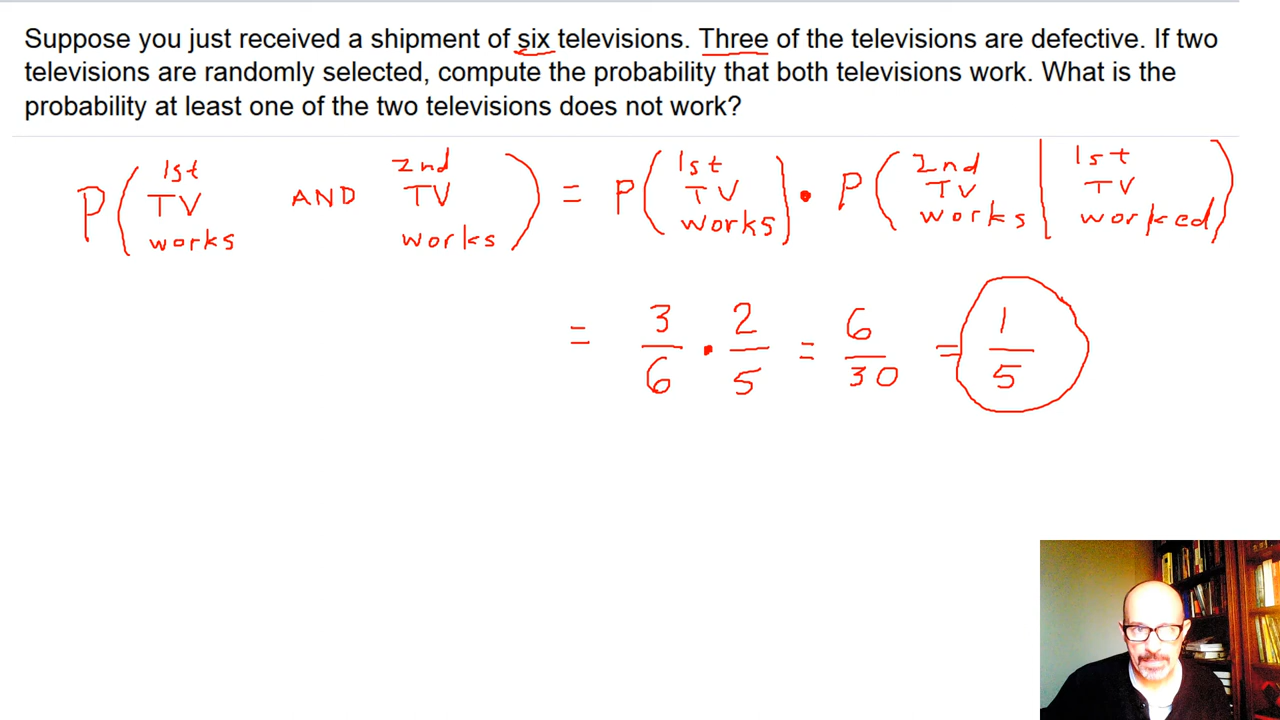 Suppose you just received a shipment of six televisions. Three of the televisions are defective. If two
televisions are randomly selected, compute the probability that both televisions work. What is the
probability at least one of the two televisions does not work?
P( 1st TV works AND 2nd TV works ) = P( 1st TV works ) • P( 2nd TV works | 1st TV worked )
= 3/6 • 2/5 = 6/30 = 1/5